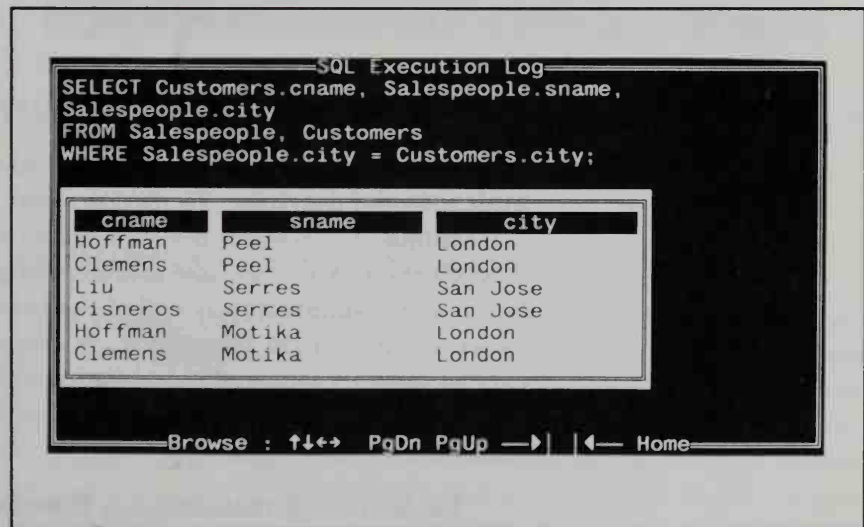 SQL Execution Log
SELECT Customers.cname, Salespeople.sname,
Salespeople.city
FROM Salespeople, Customers
WHERE Salespeople.city = Customers.city;
cname sname city
Hoffman Peel London
Clemens Peel London
Liu Serres San Jose
Cisneros Serres San Jose
Hoffman Motika London
Clemens Motika London
Browse : ↑↓←→ PgDn PgUp —▶| |◀— Home